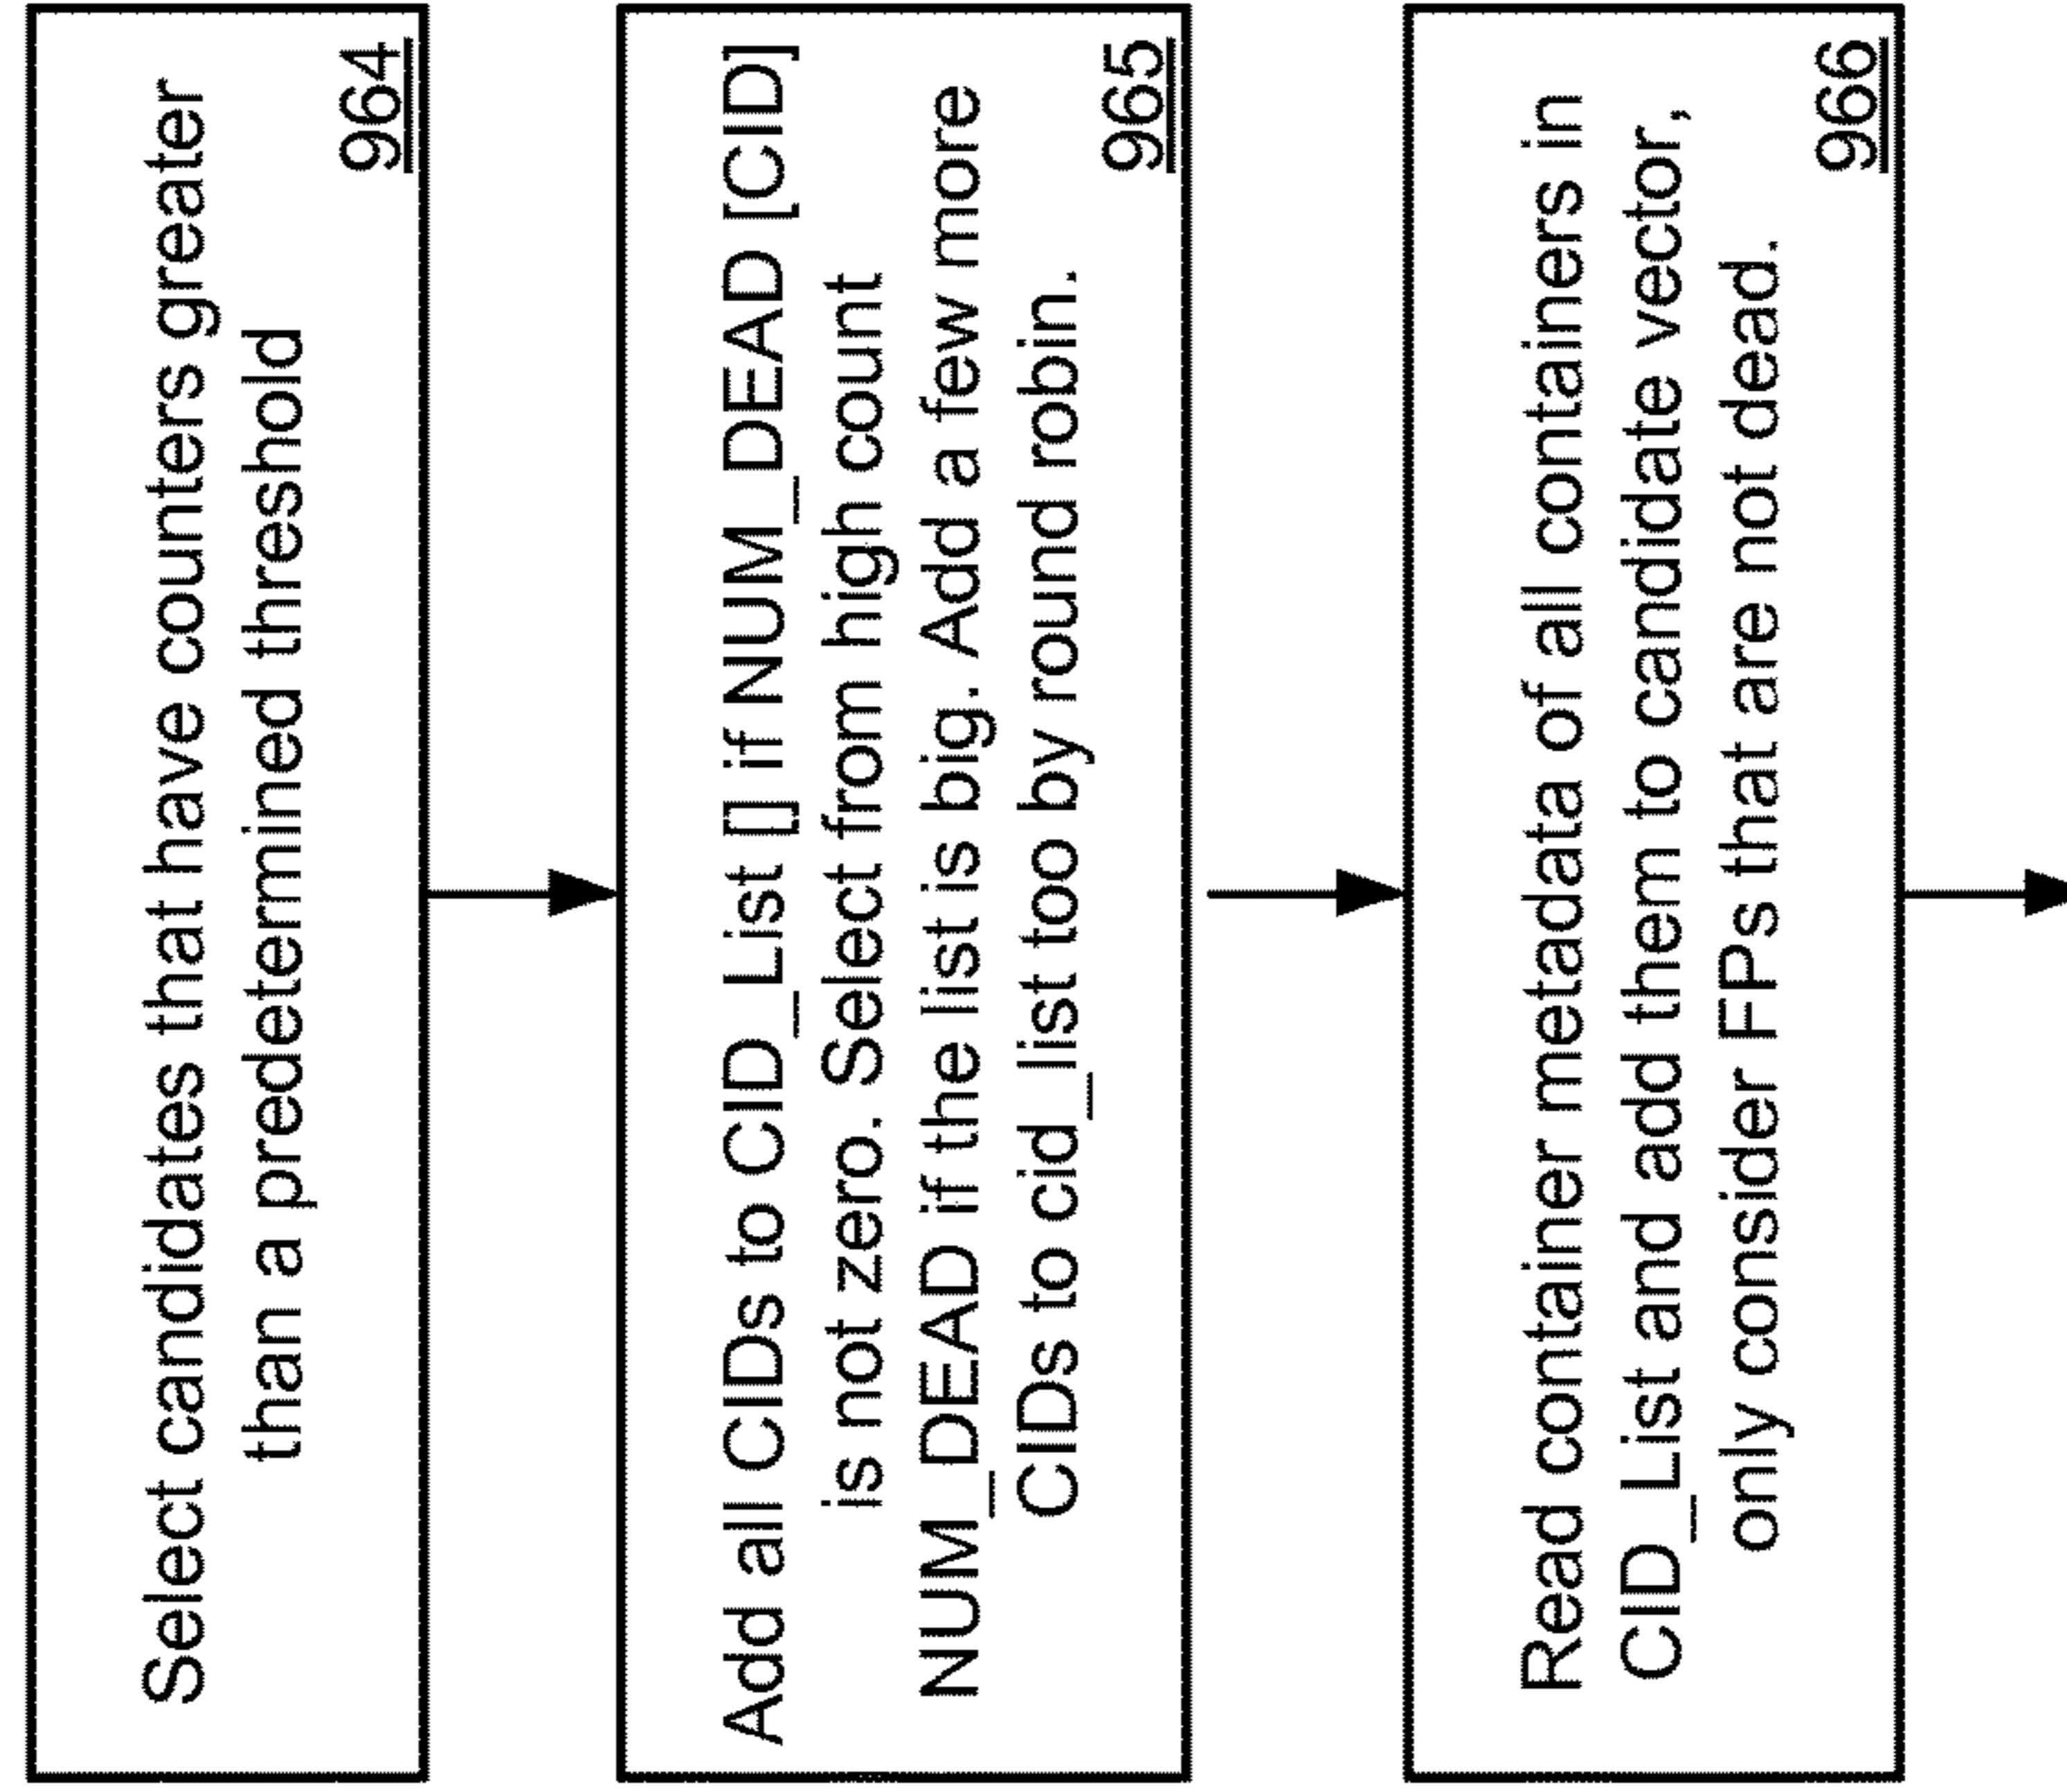 Select candidates that have counters greater
than a predetermined threshold
964
Add all CIDs to CID_List [] if NUM_DEAD [CID]
is not zero. Select from high count
NUM_DEAD if the list is big. Add a few more
CIDs to cid_list too by round robin.
965
Read container metadata of all containers in
CID_List and add them to candidate vector,
only consider FPs that are not dead.
966